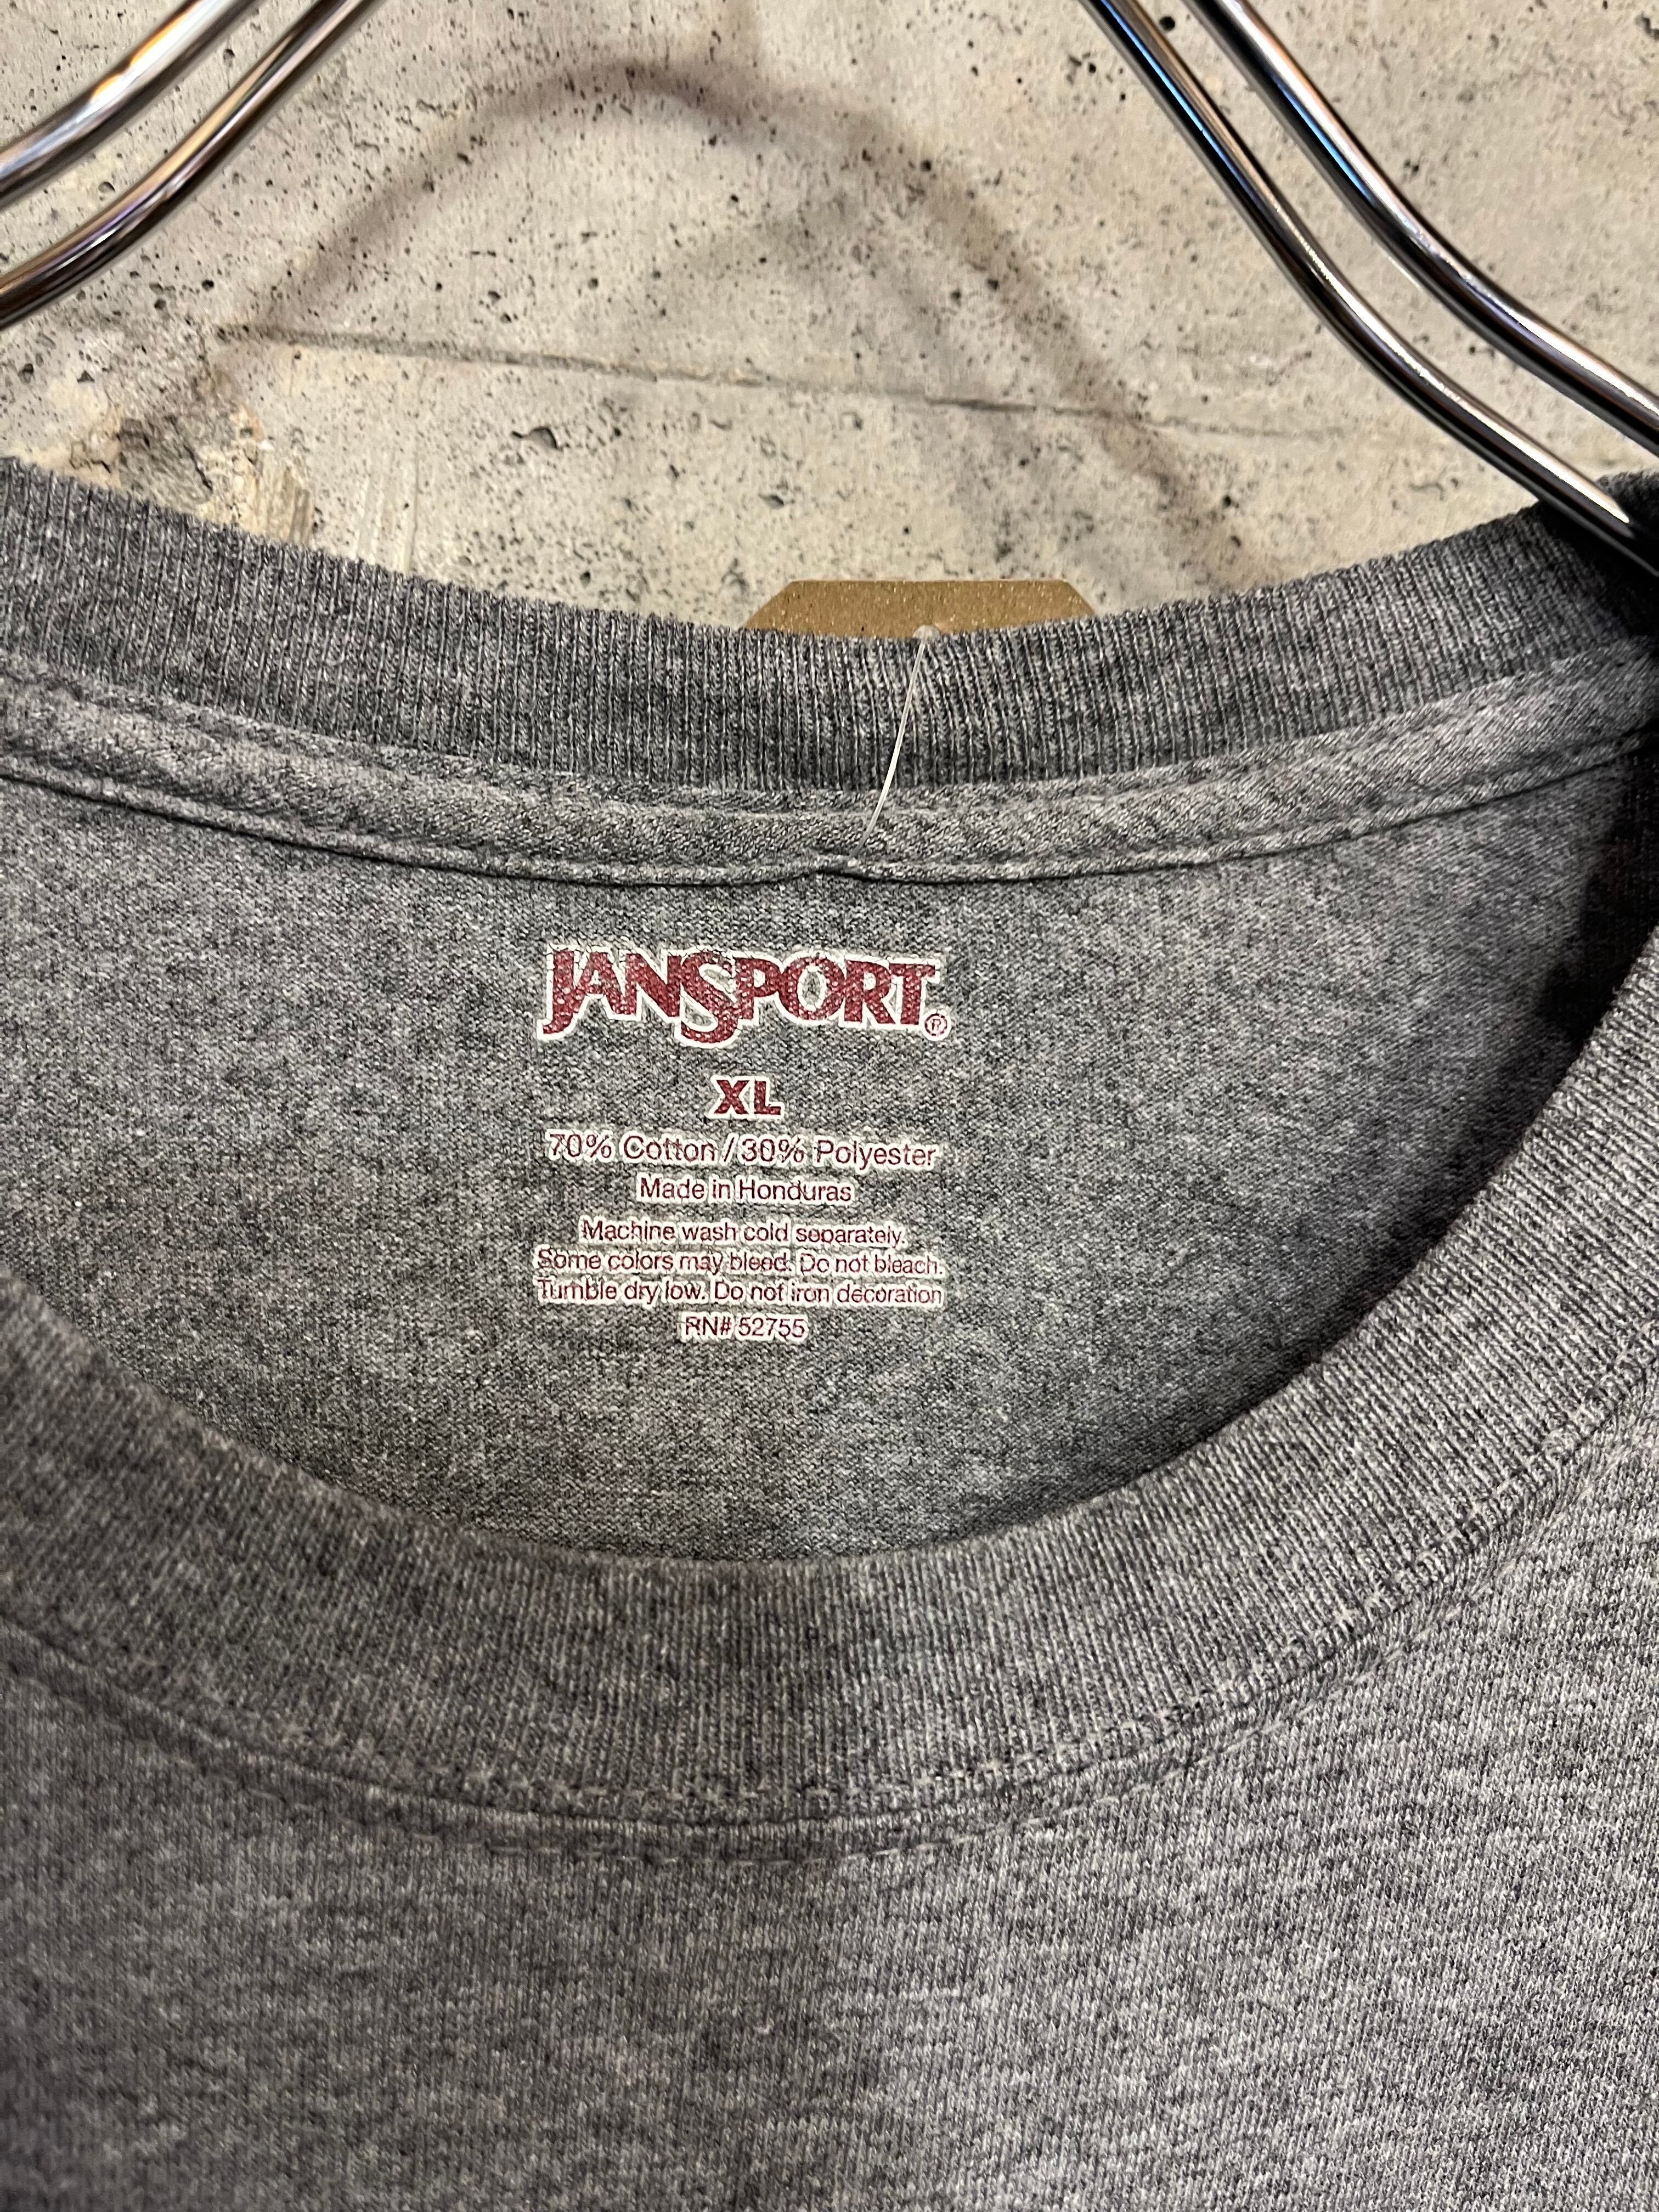 JANSPORT®
XL
70% Cotton / 30% Polyester
Made in Honduras
Machine wash cold separately.
Some colors may bleed. Do not bleach.
Tumble dry low. Do not iron decoration
RN# 52755